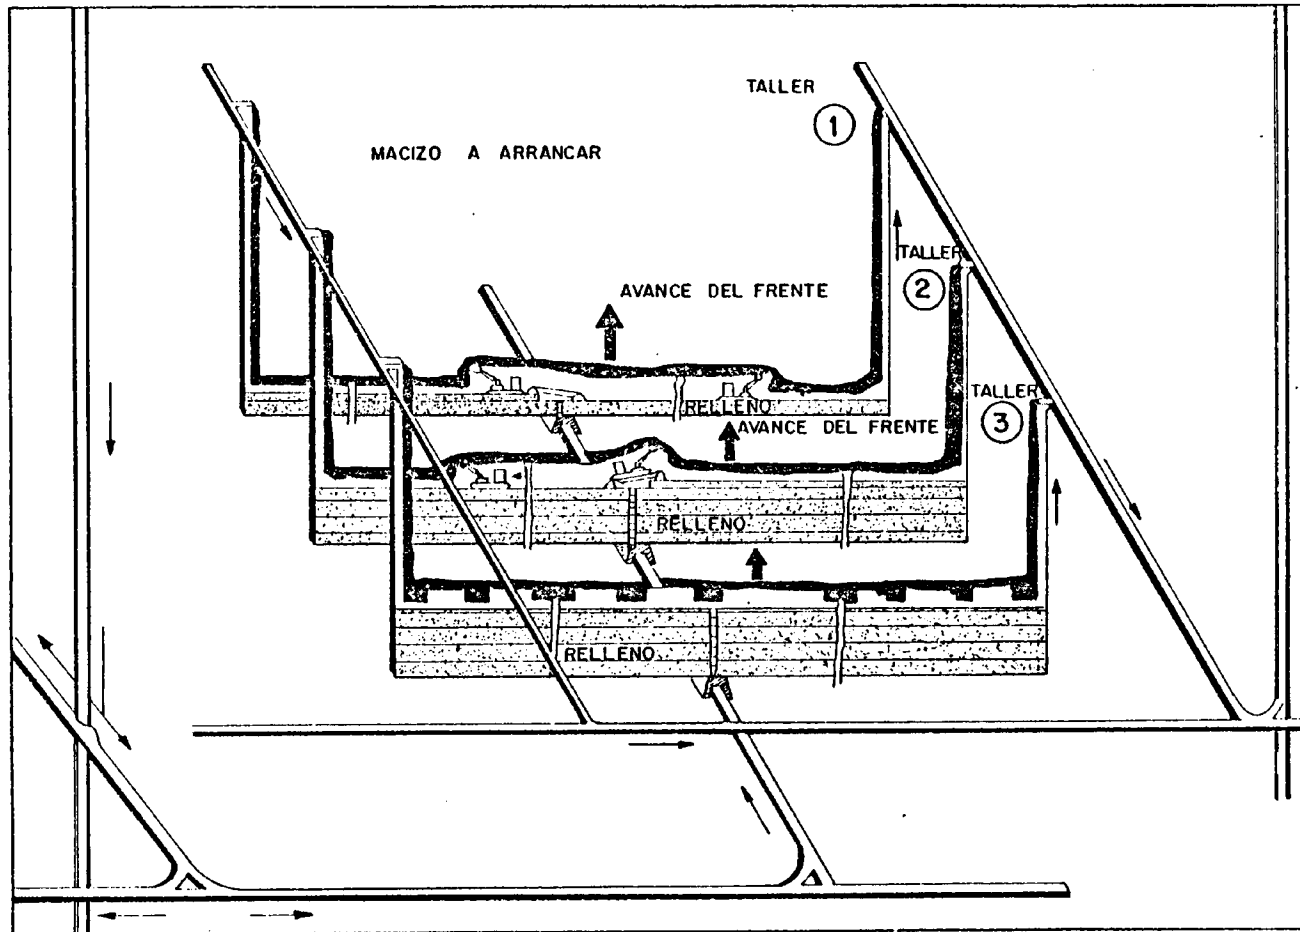 TALLER
1
MACIZO A ARRANCAR
TALLER
2
AVANCE DEL FRENTE
TALLER
3
RELLENO
AVANCE DEL FRENTE
RELLENO
RELLENO